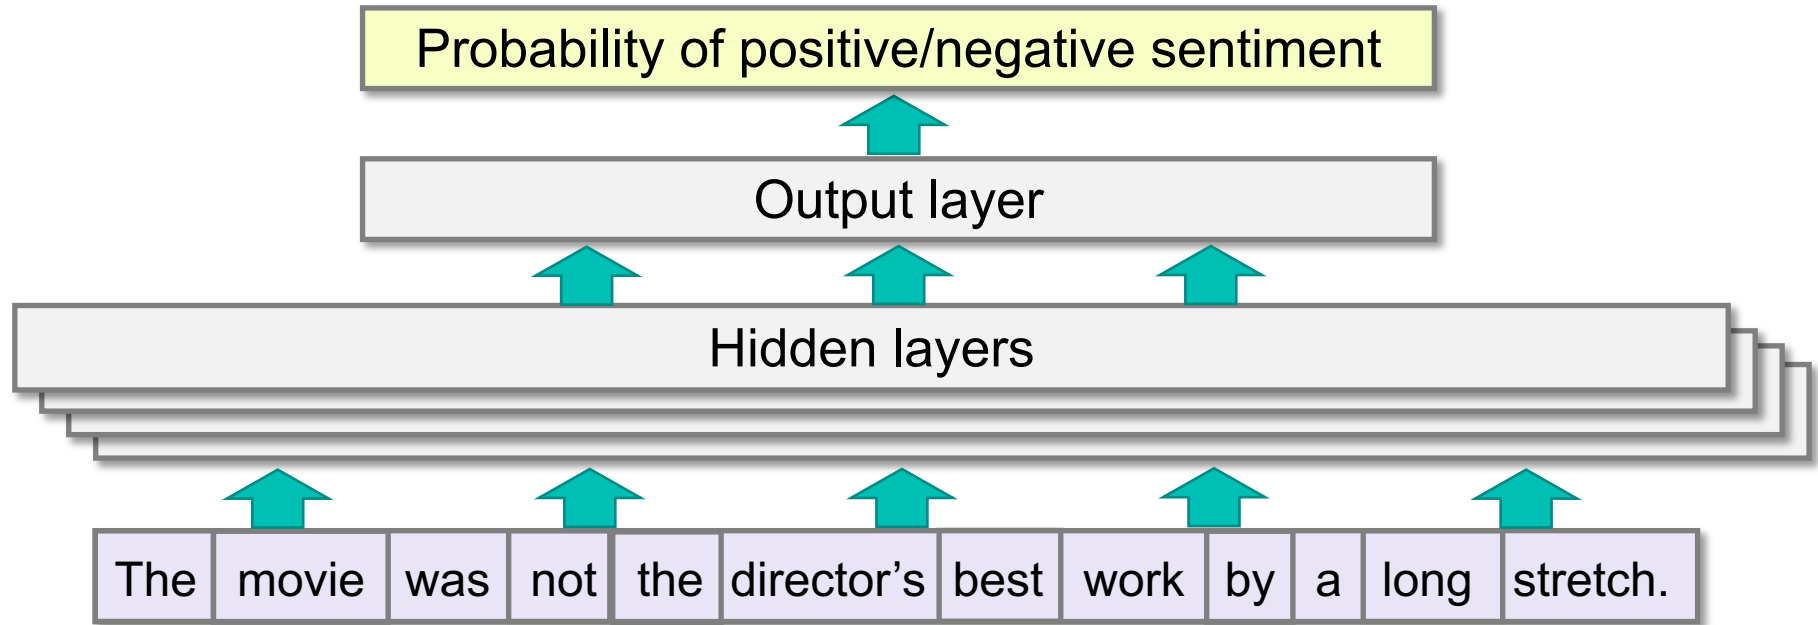 Probability of positive/negative sentiment
Output layer
Hidden layers
The movie was not the director’s best work by a long stretch.